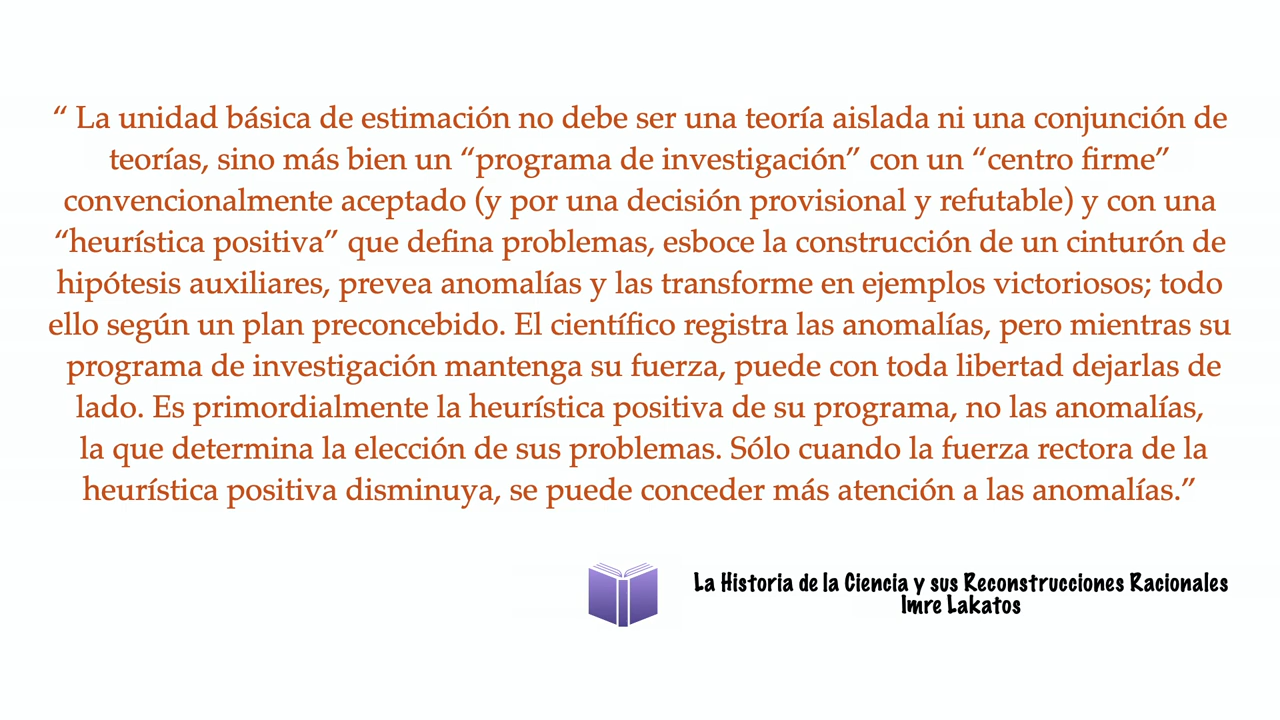 “ La unidad básica de estimación no debe ser una teoría aislada ni una conjunción de
teorías, sino más bien un “programa de investigación” con un “centro firme”
convencionalmente aceptado (y por una decisión provisional y refutable) y con una
“heurística positiva” que defina problemas, esboce la construcción de un cinturón de
hipótesis auxiliares, prevea anomalías y las transforme en ejemplos victoriosos; todo
ello según un plan preconcebido. El científico registra las anomalías, pero mientras su
programa de investigación mantenga su fuerza, puede con toda libertad dejarlas de
lado. Es primordialmente la heurística positiva de su programa, no las anomalías,
la que determina la elección de sus problemas. Sólo cuando la fuerza rectora de la
heurística positiva disminuya, se puede conceder más atención a las anomalías.”
La Historia de la Ciencia y sus Reconstrucciones Racionales
Imre Lakatos